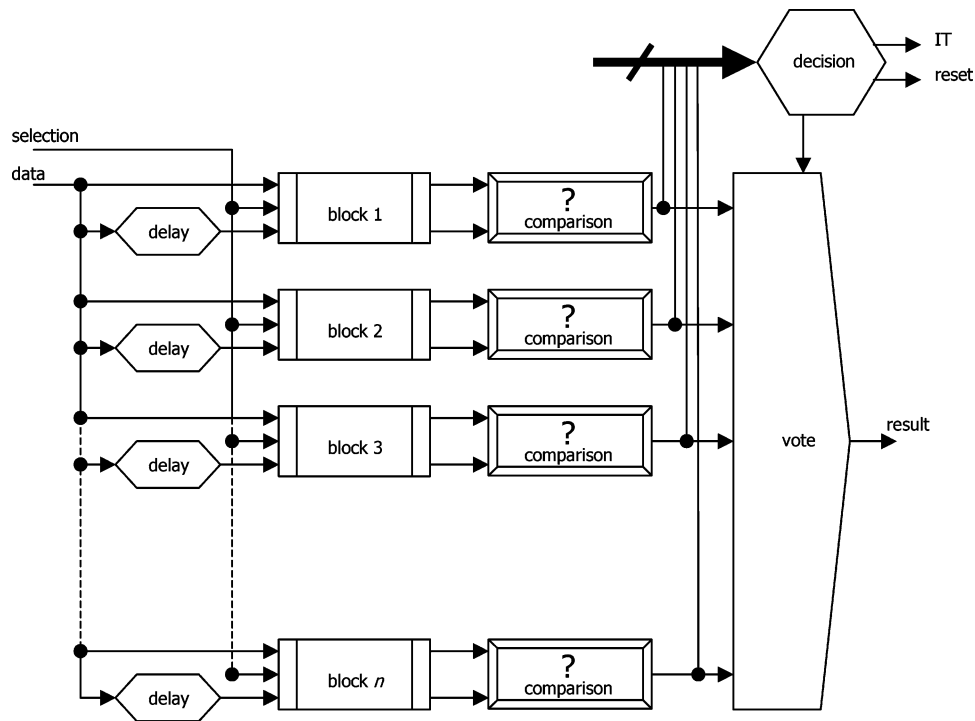 IT
decision
reset
selection
data
block 1
?
comparison
delay
block 2
?
comparison
delay
block 3
?
comparison
delay
vote
result
block n
?
comparison
delay